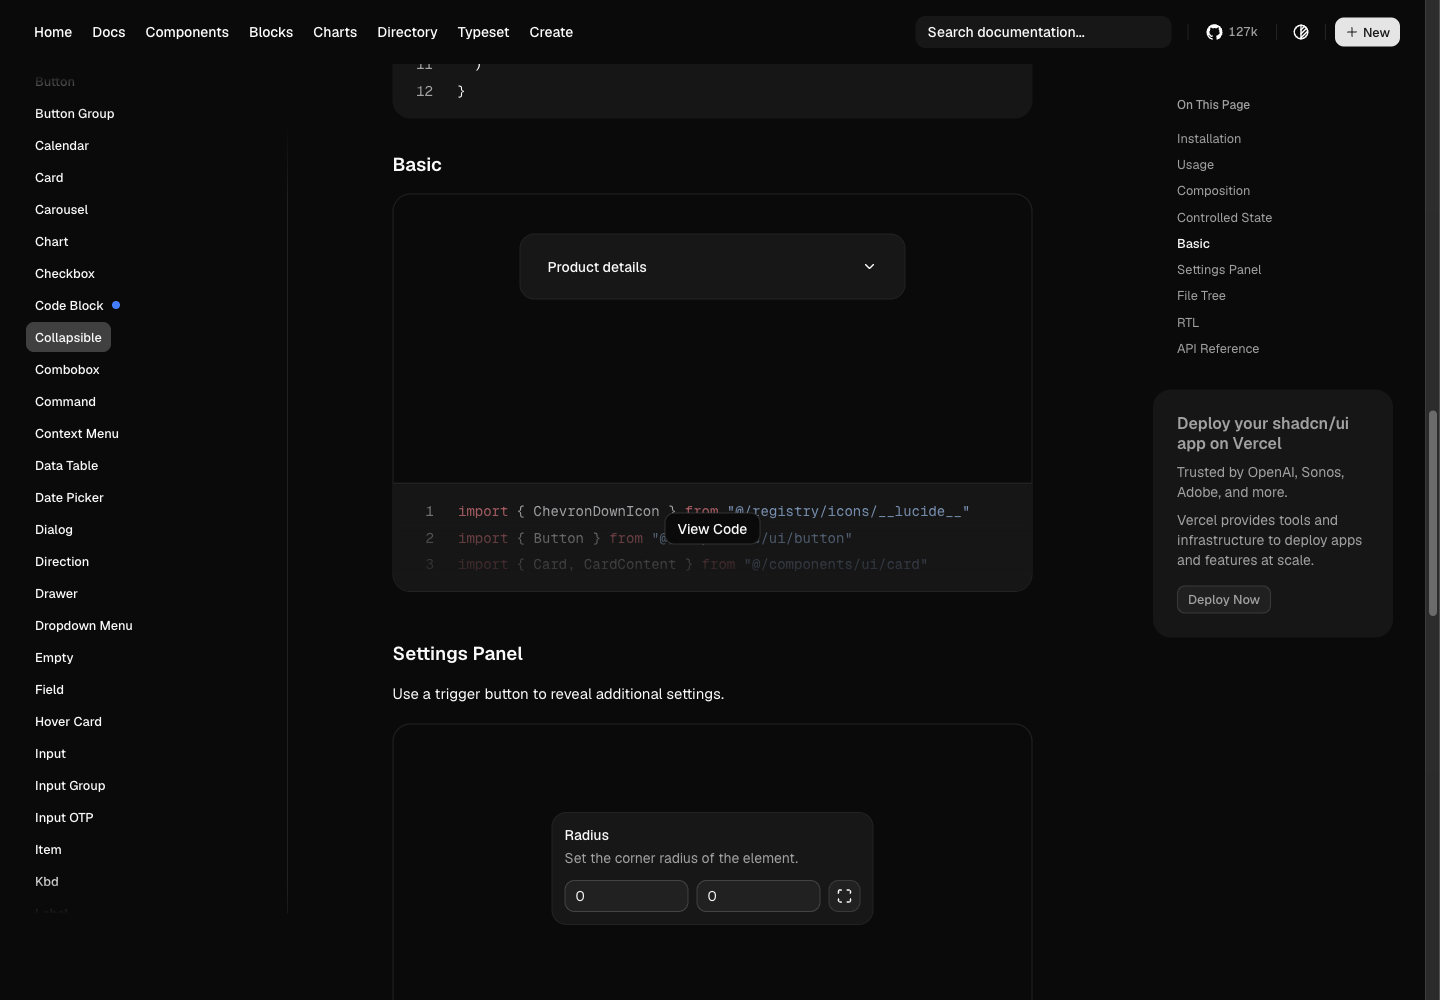 Home Docs Components Blocks Charts Directory Typeset Create Search documentation... 127k New
Button
Button Group
Calendar
Card
Carousel
Chart
Checkbox
Code Block
Collapsible
Combobox
Command
Context Menu
Data Table
Date Picker
Dialog
Direction
Drawer
Dropdown Menu
Empty
Field
Hover Card
Input
Input Group
Input OTP
Item
Kbd
Label
11 )
12 }
Basic
Product details
1 import { ChevronDownIcon } from "@/registry/icons/__lucide__"
View Code
2 import { Button } from "@ /ui/button"
3 import { Card, CardContent } from "@/components/ui/card"
Settings Panel
Use a trigger button to reveal additional settings.
Radius
Set the corner radius of the element.
0 0
On This Page
Installation
Usage
Composition
Controlled State
Basic
Settings Panel
File Tree
RTL
API Reference
Deploy your shadcn/ui
app on Vercel
Trusted by OpenAI, Sonos,
Adobe, and more.
Vercel provides tools and
infrastructure to deploy apps
and features at scale.
Deploy Now